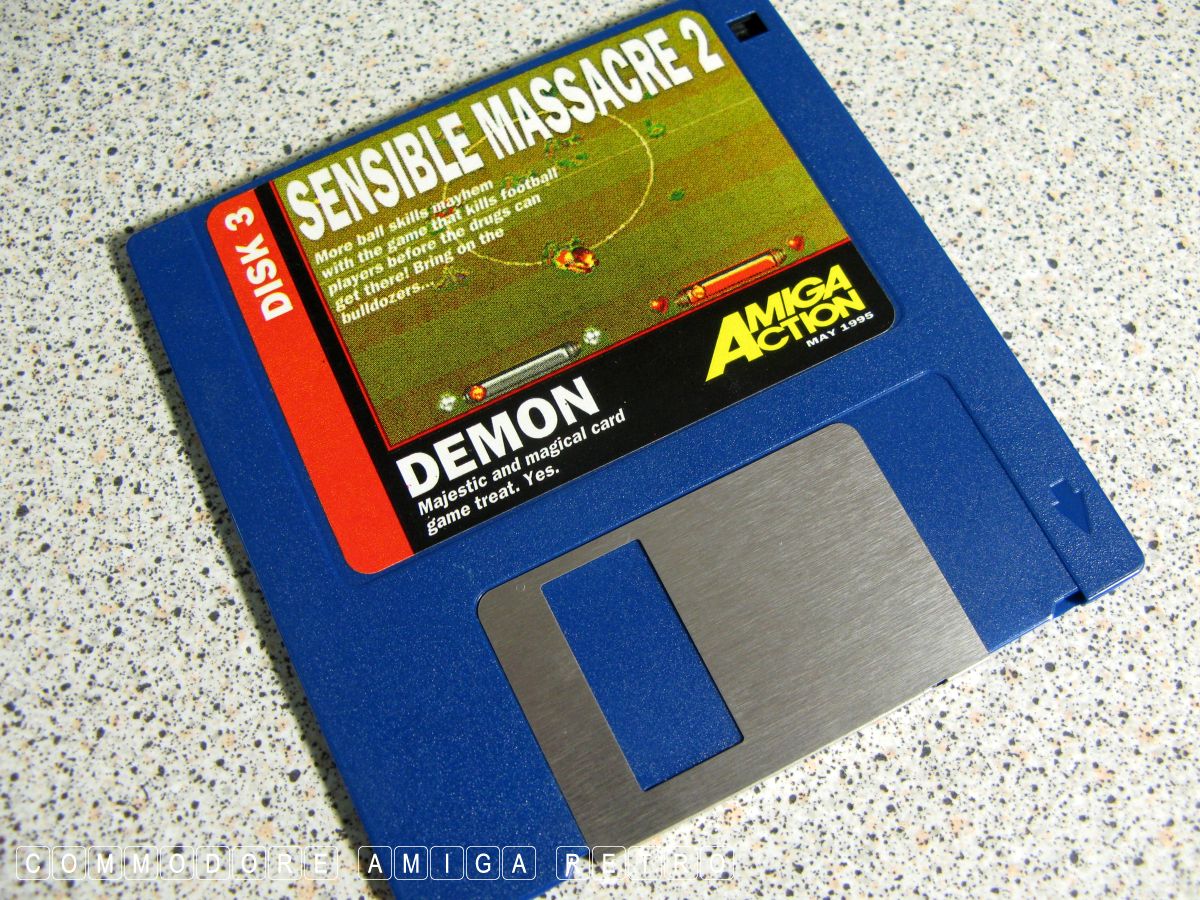 DISK 3
SENSIBLE MASSACRE 2
More ball skills mayhem
with the game that kills football
players before the drugs can
get there! Bring on the
bulldozers...
AMIGA
ACTION
MAY 1995
DEMON
Majestic and magical card
game treat. Yes.
COMMODORE AMIGA RETRO